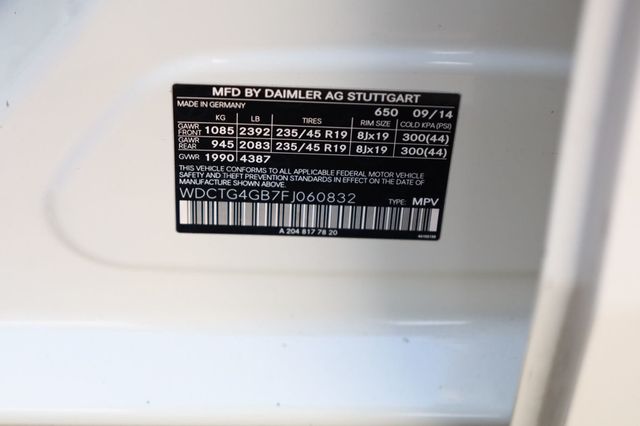 MFD BY DAIMLER AG STUTTGART
MADE IN GERMANY 650 09/14
KG LB TIRES RIM SIZE COLD KPA (PSI)
GAWR FRONT 1085 2392 235/45 R19 8Jx19 300(44)
GAWR REAR 945 2083 235/45 R19 8Jx19 300(44)
GVWR 1990 4387
THIS VEHICLE CONFORMS TO ALL APPLICABLE FEDERAL MOTOR VEHICLE
SAFETY AND THEFT PREVENTION STANDARDS IN EFFECT ON THE DATE OF
MANUFACTURE SHOWN ABOVE.
WDCTG4GB7FJ060832 TYPE: MPV
A 204 817 78 20